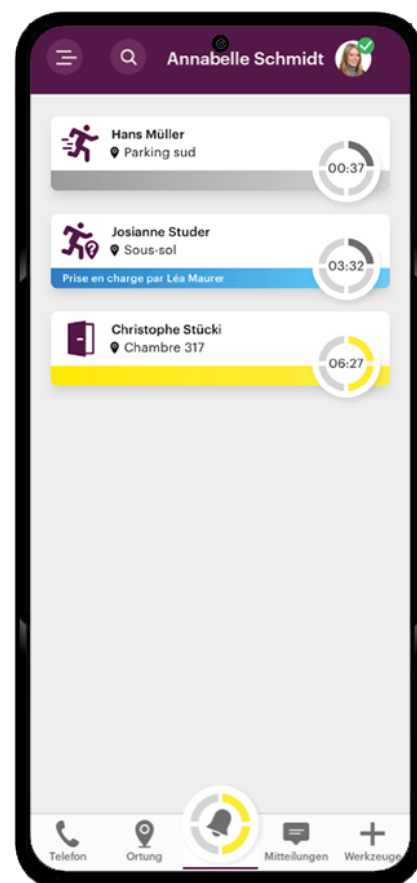 Annabelle Schmidt
Hans Müller
Parking sud
00:37
Josianne Studer
Sous-sol
03:32
Prise en charge par Léa Maurer
Christophe Stücki
Chambre 317
06:27
Telefon
Ortung
Mitteilungen
Werkzeuge